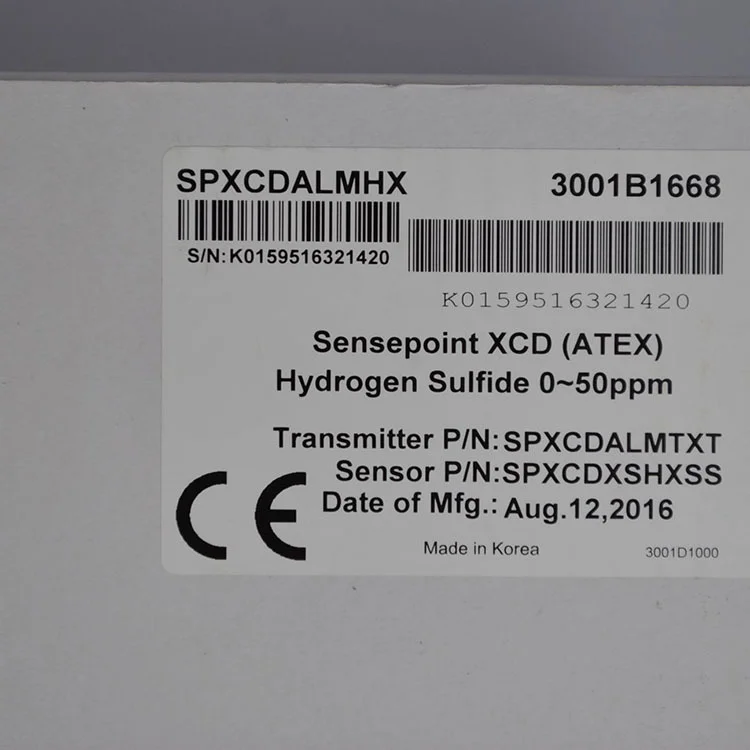 SPXCDALMHX 3001B1668
S/N:K0159516321420
K0159516321420
Sensepoint XCD (ATEX)
Hydrogen Sulfide 0~50ppm
Transmitter P/N:SPXCDALMTXT
Sensor P/N:SPXCDXSHXSS
Date of Mfg.: Aug.12,2016
CE
Made in Korea 3001D1000